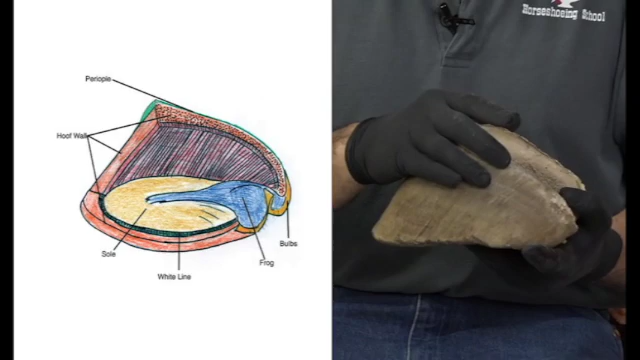 Periople
Hoof Wall
Sole
White Line
Frog
Bulbs
Horseshoeing School